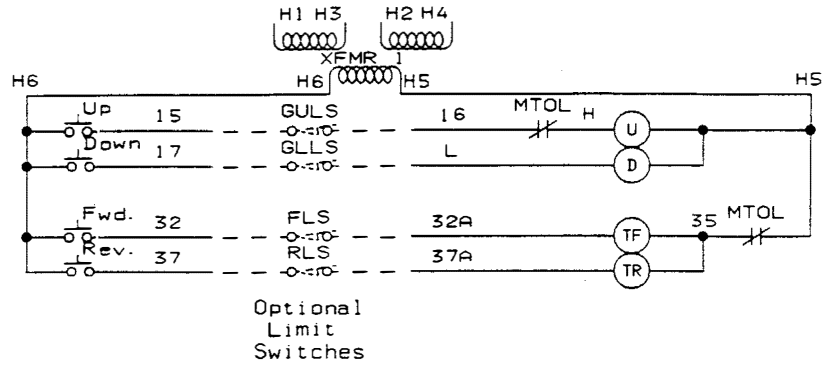 H1 H3 H2 H4
XFMR 1
H6 H6 H5 H5
Up 15 GULS 16 MTOL H U
Down 17 GLLS L D
Fwd. 32 FLS 32A TF 35 MTOL
Rev. 37 RLS 37A TR
Optional
Limit
Switches